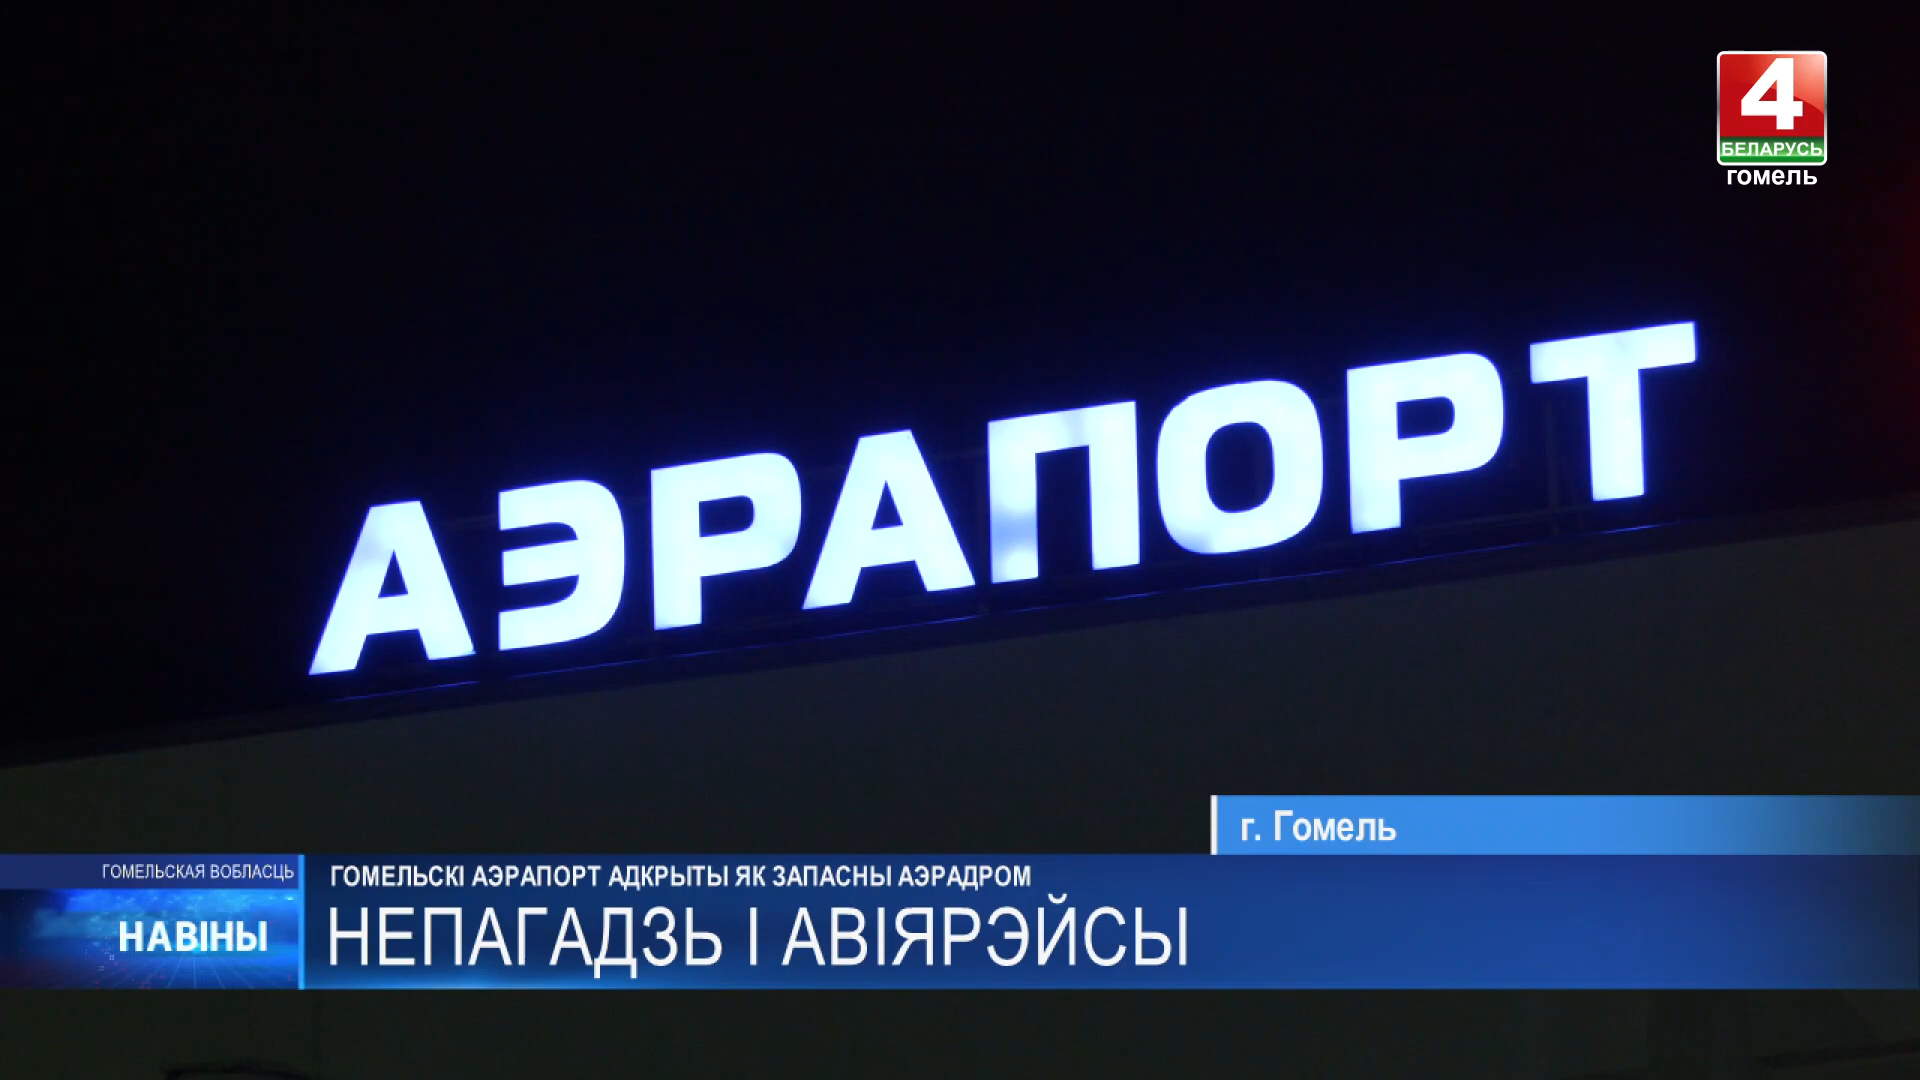 4
БЕЛАРУСЬ
гомель
АЭРАПОРТ
г. Гомель
ГОМЕЛЬСКАЯ ВОБЛАСЦЬ
НАВІНЫ
ГОМЕЛЬСКІ АЭРАПОРТ АДКРЫТЫ ЯК ЗАПАСНЫ АЭРАДРОМ
НЕПАГАДЗЬ І АВІЯРЭЙСЫ